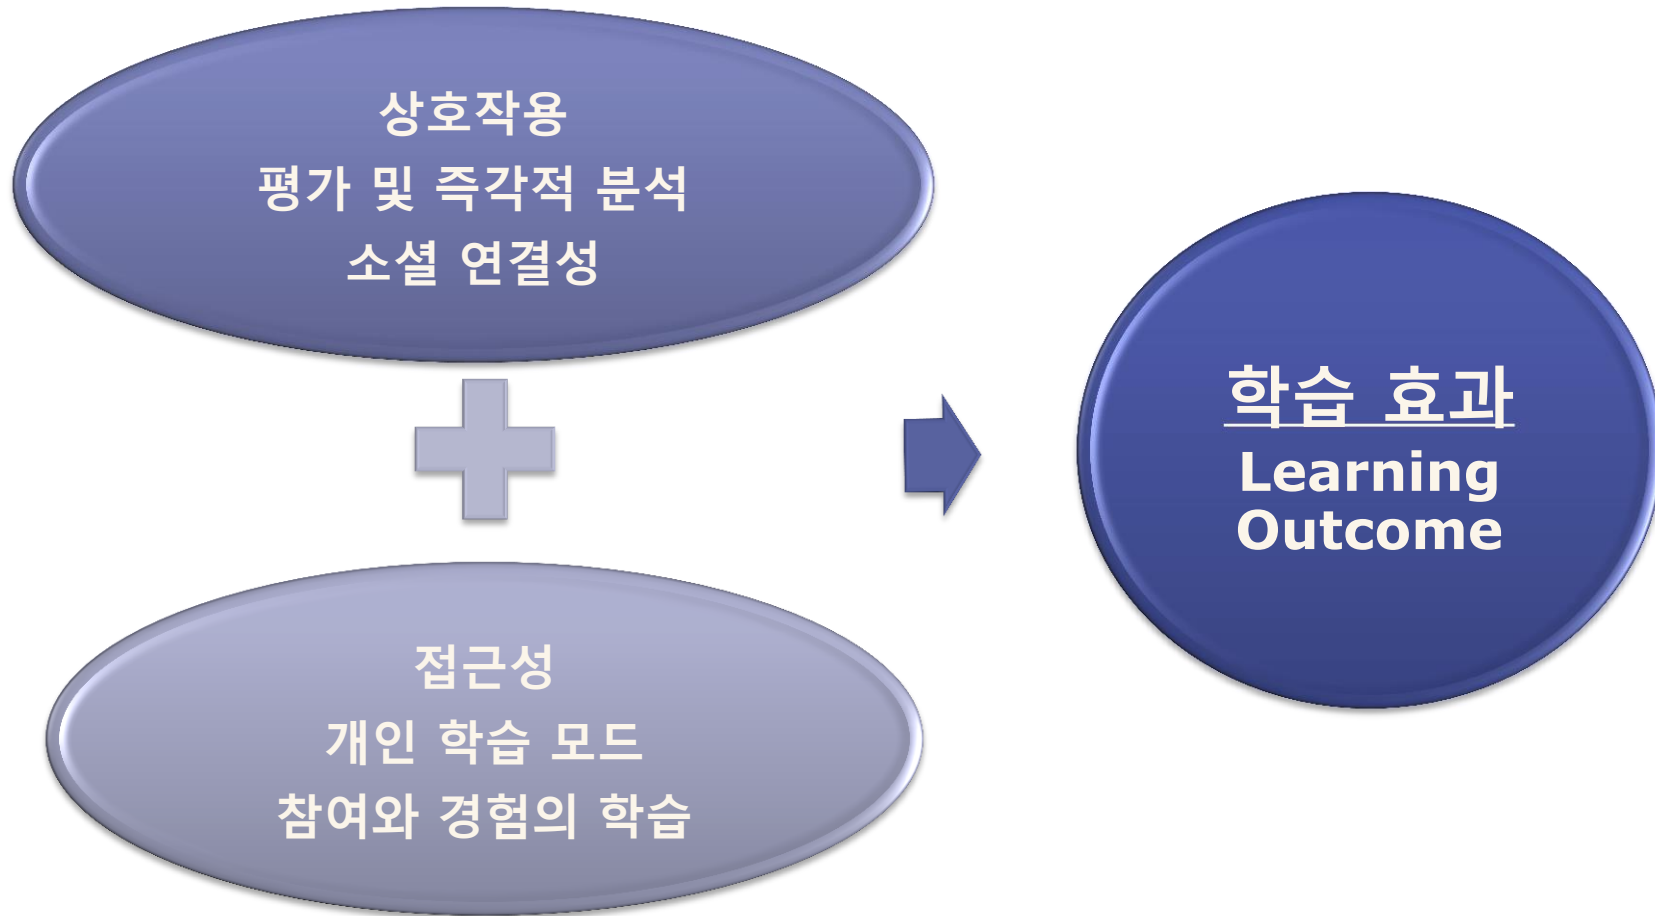 상호작용
평가 및 즉각적 분석
소셜 연결성
접근성
개인 학습 모드
참여와 경험의 학습
학습 효과
Learning
Outcome